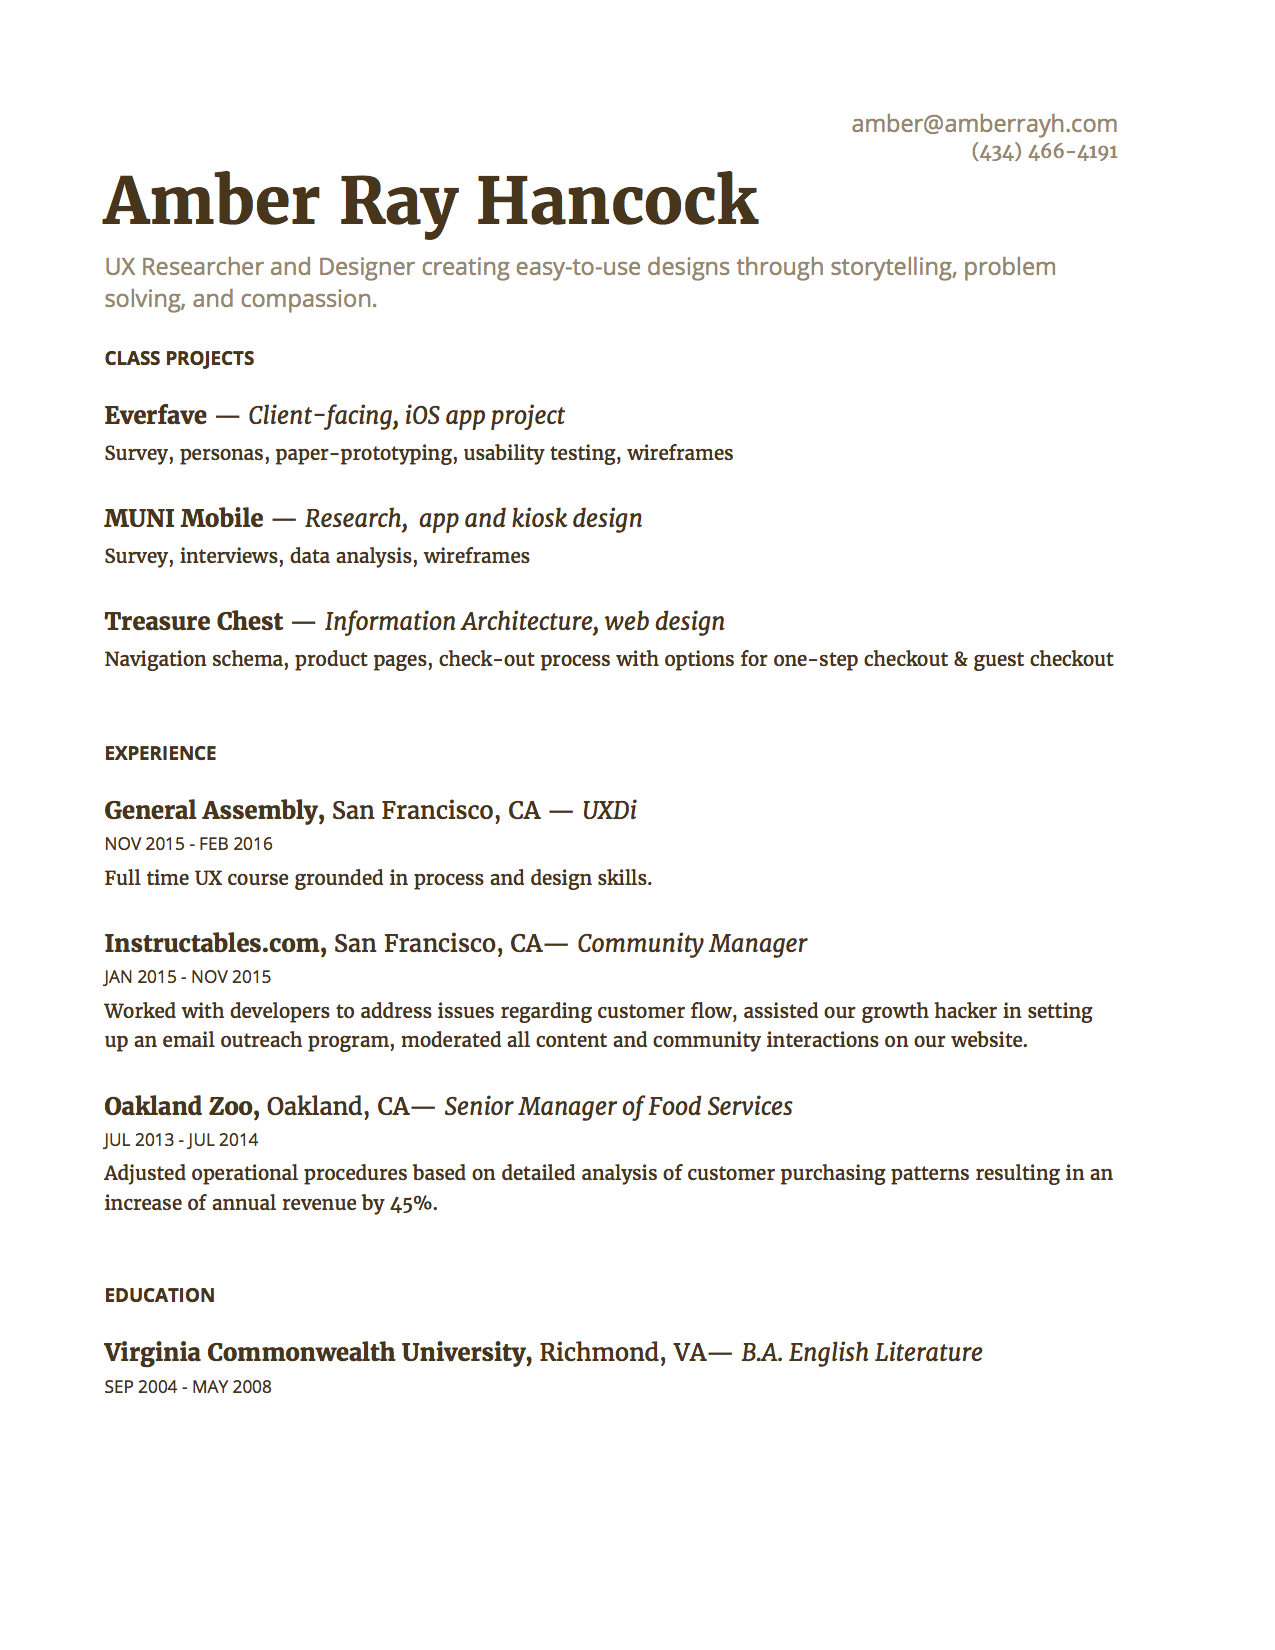 amber@amberrayh.com
(434) 466-4191
Amber Ray Hancock
UX Researcher and Designer creating easy-to-use designs through storytelling, problem
solving, and compassion.
CLASS PROJECTS
Everfave — Client-facing, iOS app project
Survey, personas, paper-prototyping, usability testing, wireframes
MUNI Mobile — Research,  app and kiosk design
Survey, interviews, data analysis, wireframes
Treasure Chest — Information Architecture, web design
Navigation schema, product pages, check-out process with options for one-step checkout & guest checkout
EXPERIENCE
General Assembly, San Francisco, CA — UXDi
NOV 2015 - FEB 2016
Full time UX course grounded in process and design skills.
Instructables.com, San Francisco, CA— Community Manager
JAN 2015 - NOV 2015
Worked with developers to address issues regarding customer flow, assisted our growth hacker in setting
up an email outreach program, moderated all content and community interactions on our website.
Oakland Zoo, Oakland, CA— Senior Manager of Food Services
JUL 2013 - JUL 2014
Adjusted operational procedures based on detailed analysis of customer purchasing patterns resulting in an
increase of annual revenue by 45%.
EDUCATION
Virginia Commonwealth University, Richmond, VA— B.A. English Literature
SEP 2004 - MAY 2008